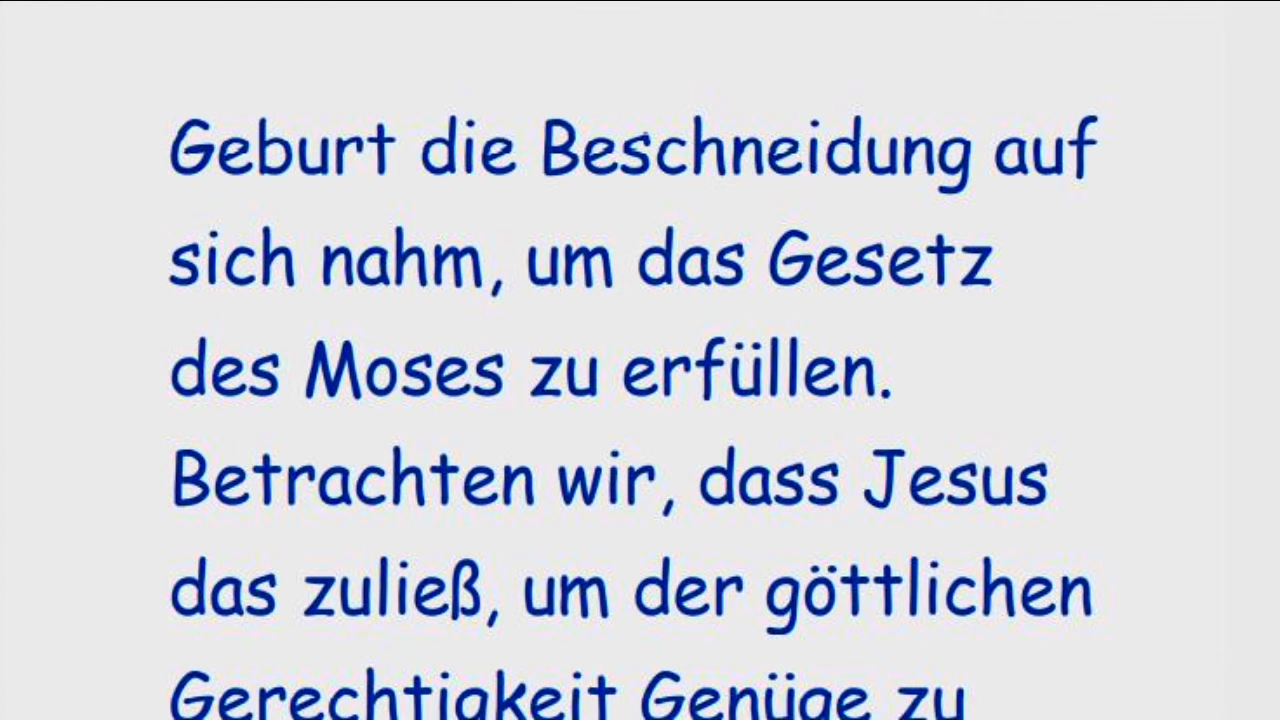 Geburt die Beschneidung auf
sich nahm, um das Gesetz
des Moses zu erfüllen.
Betrachten wir, dass Jesus
das zuließ, um der göttlichen
Gerechtigkeit Genüge zu